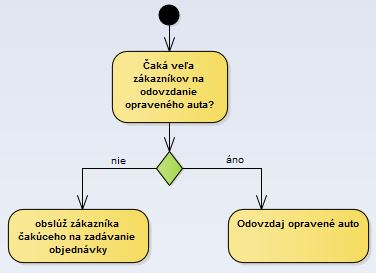 Čaká veľa
zákazníkov na
odovzdanie
opraveného auta?
nie
áno
obslúž zákazníka
čakúceho na zadávanie
objednávky
Odovzdaj opravené auto